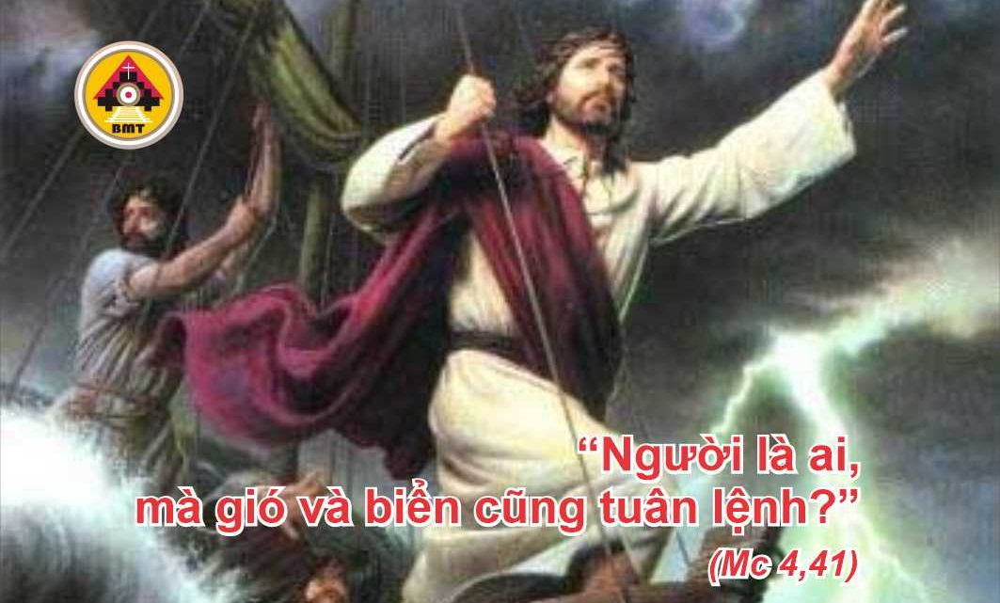 BMT
“Người là ai,
mà gió và biển cũng tuân lệnh?”
(Mc 4,41)